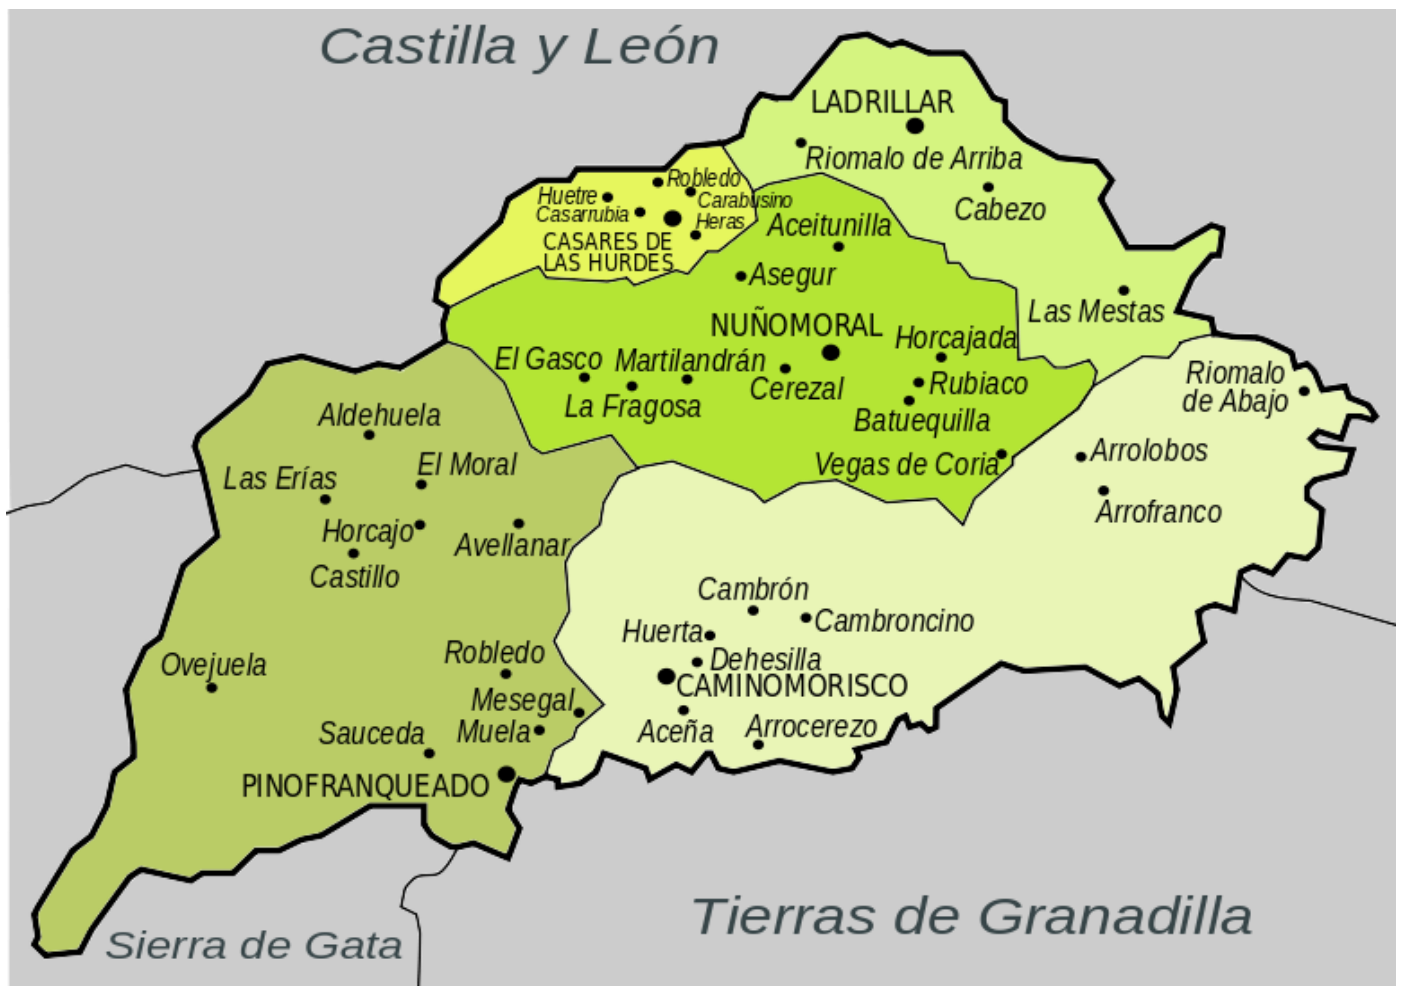 Castilla y León
LADRILLAR
Riomalo de Arriba
Cabezo
Las Mestas
Robledo
Huetre
Carabusino
Casarrubia
Heras
CASARES DE
LAS HURDES
Aceitunilla
Asegur
NUÑOMORAL
Horcajada
El Gasco
Martilandrán
Cerezal
Rubiaco
La Fragosa
Batuequilla
Vegas de Coria
Riomalo
de Abajo
Arrolobos
Arrofranco
Aldehuela
El Moral
Las Erías
Horcajo
Avellanar
Castillo
Ovejuela
Robledo
Mesegal
Sauceda
Muela
PINOFRANQUEADO
Cambrón
Cambroncino
Huerta
Dehesilla
CAMINOMORISCO
Aceña
Arrocerezo
Tierras de Granadilla
Sierra de Gata